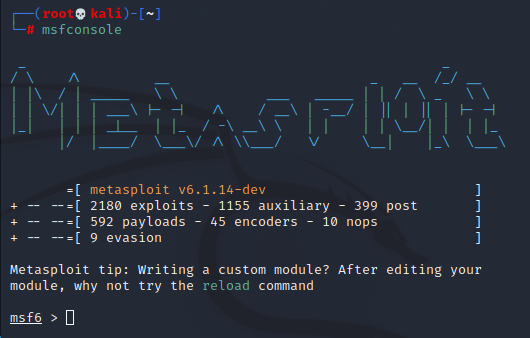 ┌──(root💀kali)-[~]
└─# msfconsole
METASPLOIT
=[ metasploit v6.1.14-dev ]
+ -- --=[ 2180 exploits - 1155 auxiliary - 399 post ]
+ -- --=[ 592 payloads - 45 encoders - 10 nops ]
+ -- --=[ 9 evasion ]
Metasploit tip: Writing a custom module? After editing your
module, why not try the reload command
msf6 >